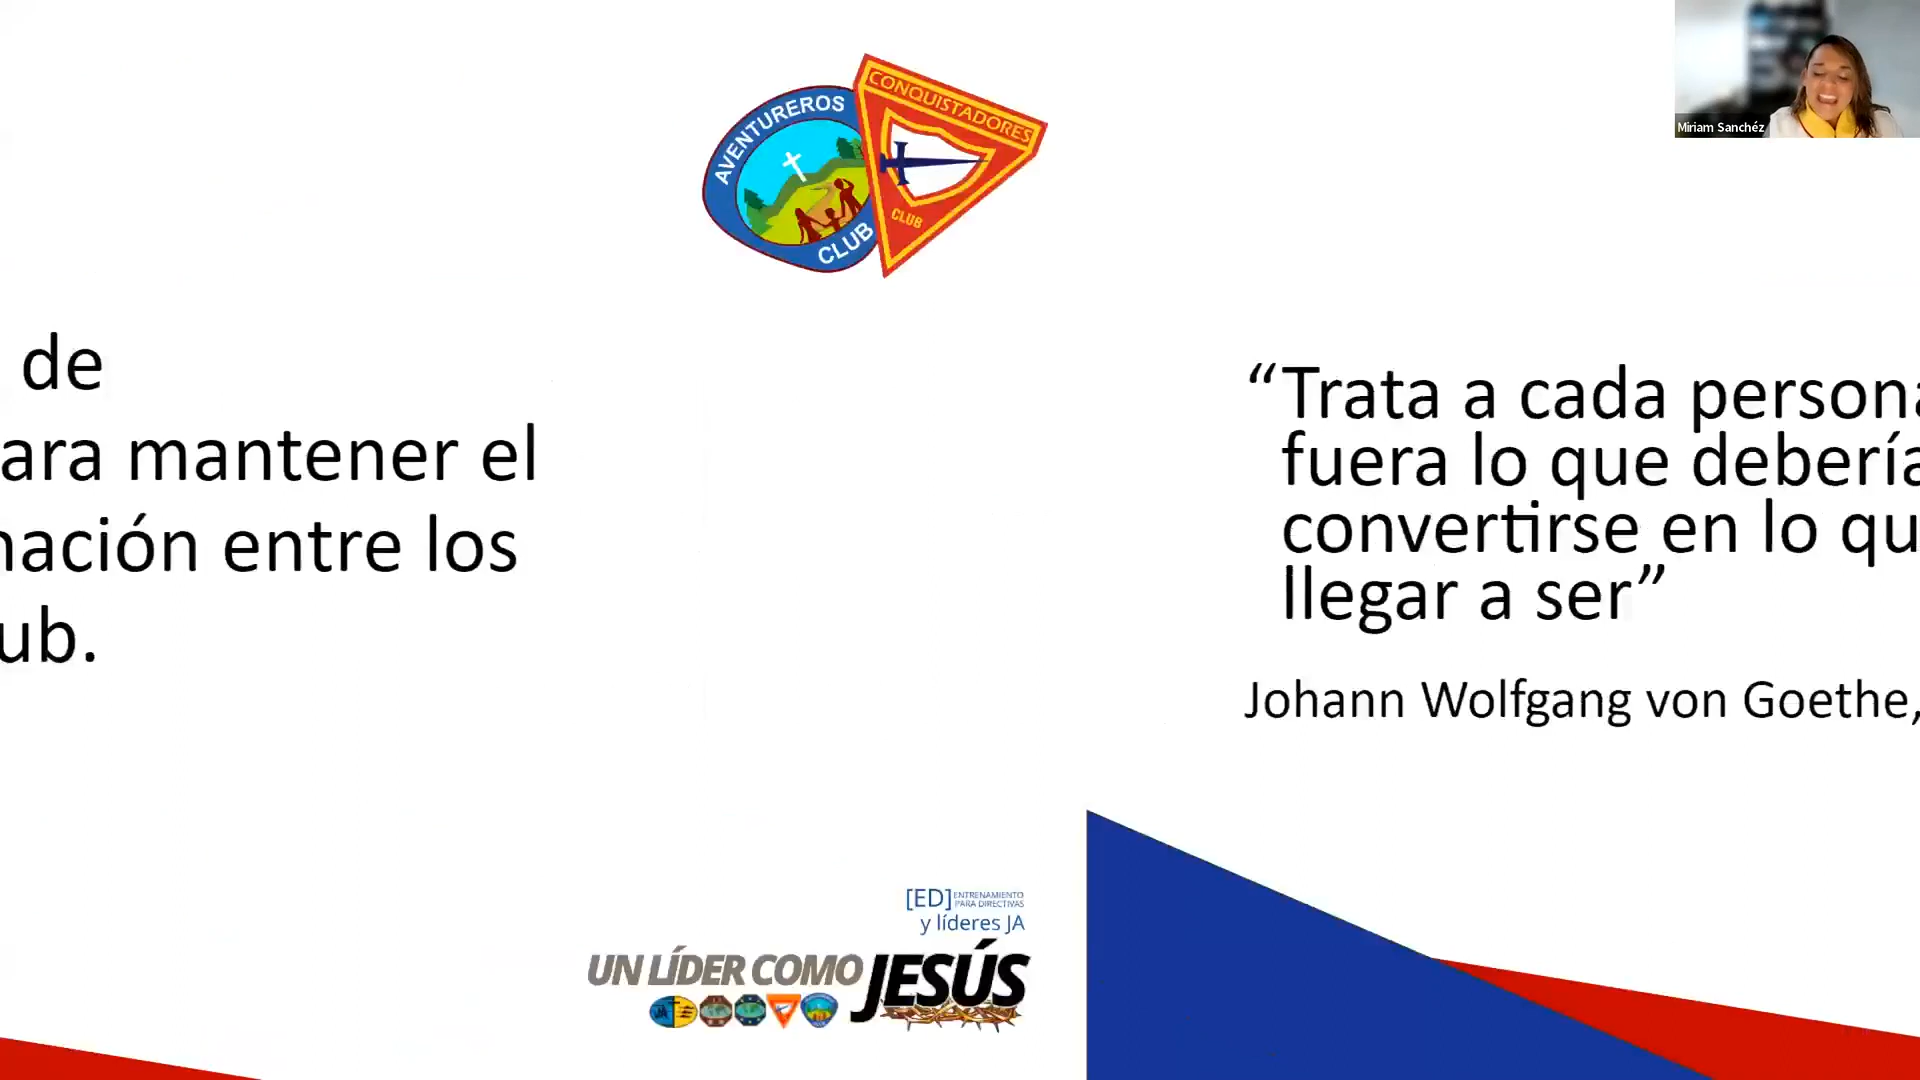 AVENTUREROS
CLUB
CONQUISTADORES
CLUB
Miriam Sanchéz
de
ara mantener el
nación entre los
ub.
“Trata a cada persona
fuera lo que debería
convertirse en lo qu
llegar a ser”
Johann Wolfgang von Goethe,
[ED] ENTRENAMIENTO
PARA DIRECTIVAS
y líderes JA
UN LÍDER COMO JESÚS
JA